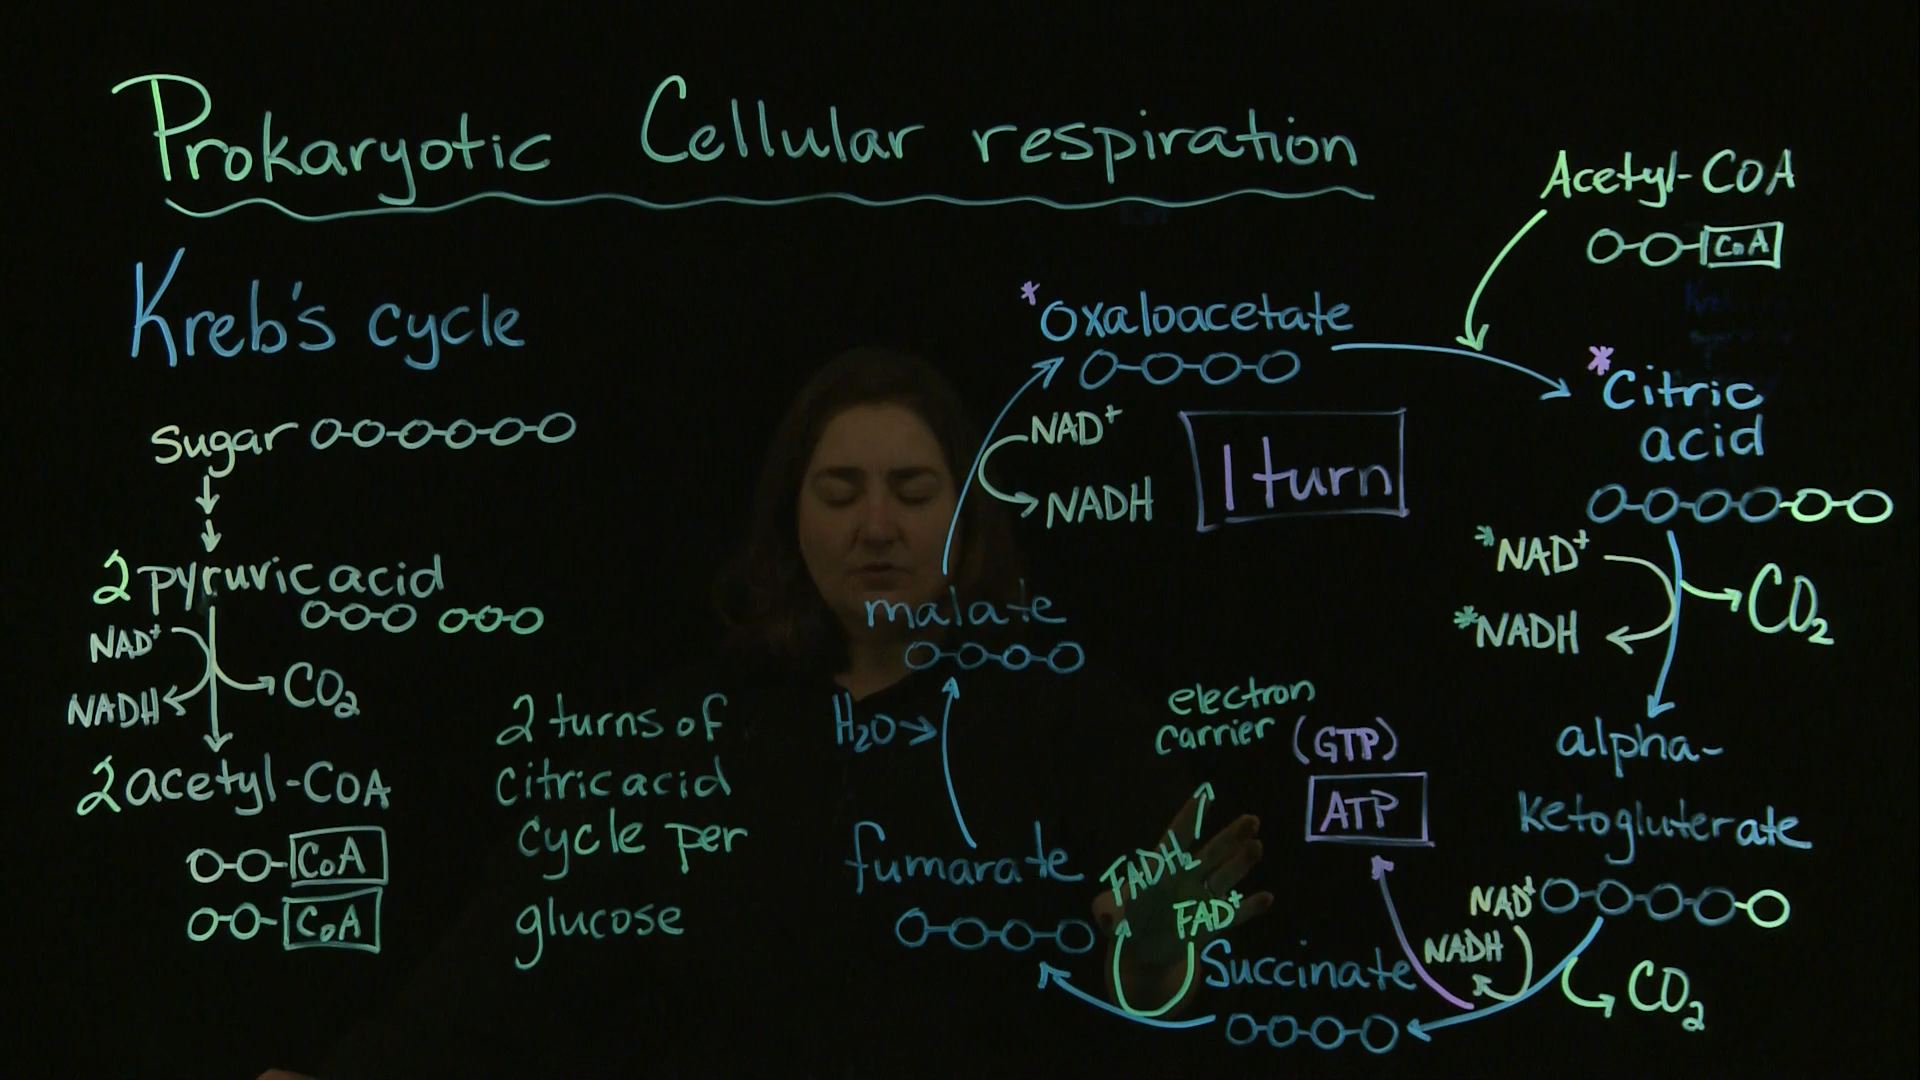 Prokaryotic Cellular respiration
Kreb's cycle
Sugar
2 pyruvic acid
NAD+
NADH
CO2
2 acetyl-COA
CoA
CoA
2 turns of
citric acid
cycle per
glucose
Acetyl-COA
CoA
*Oxaloacetate
NAD+
NADH
1 turn
*Citric
acid
*NAD+
*NADH
CO2
alpha-
ketogluterate
NAD+
NADH
CO2
(GTP)
ATP
Succinate
electron
carrier
FADH2
FAD+
fumarate
H2O
malate